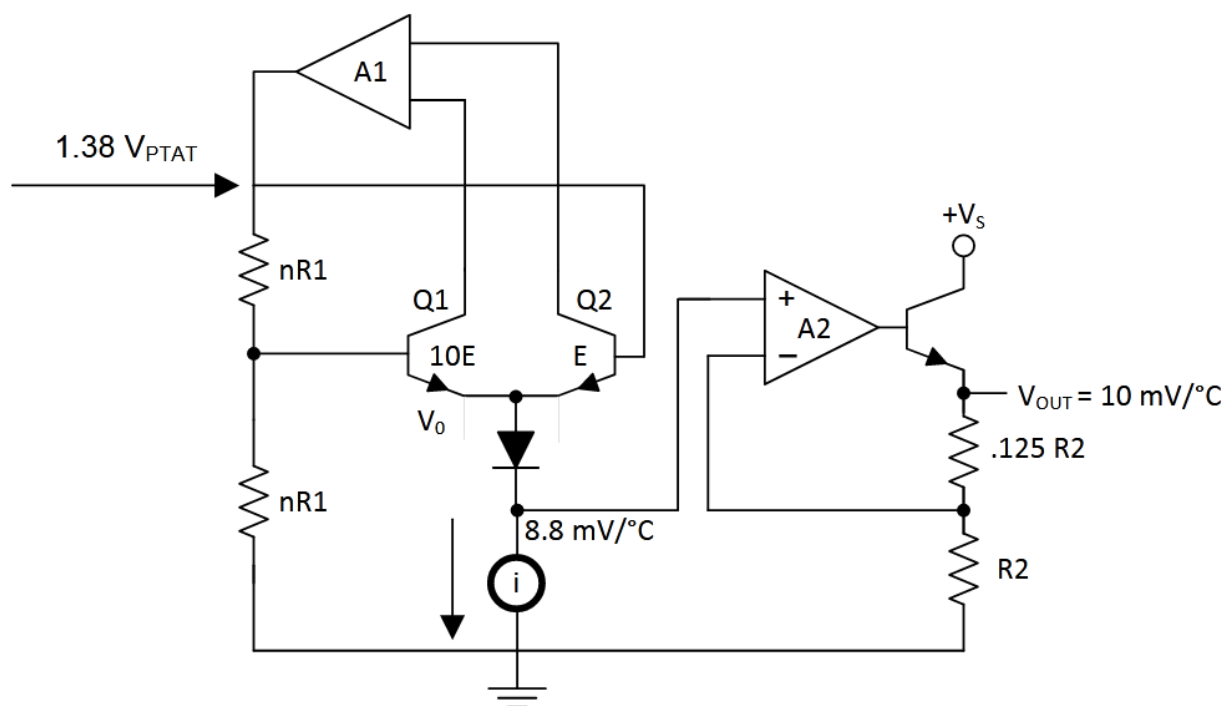 A1
1.38 VPTAT
+VS
nR1
Q1
Q2
+
A2
−
10E
E
V0
VOUT = 10 mV/°C
.125 R2
nR1
8.8 mV/°C
i
R2